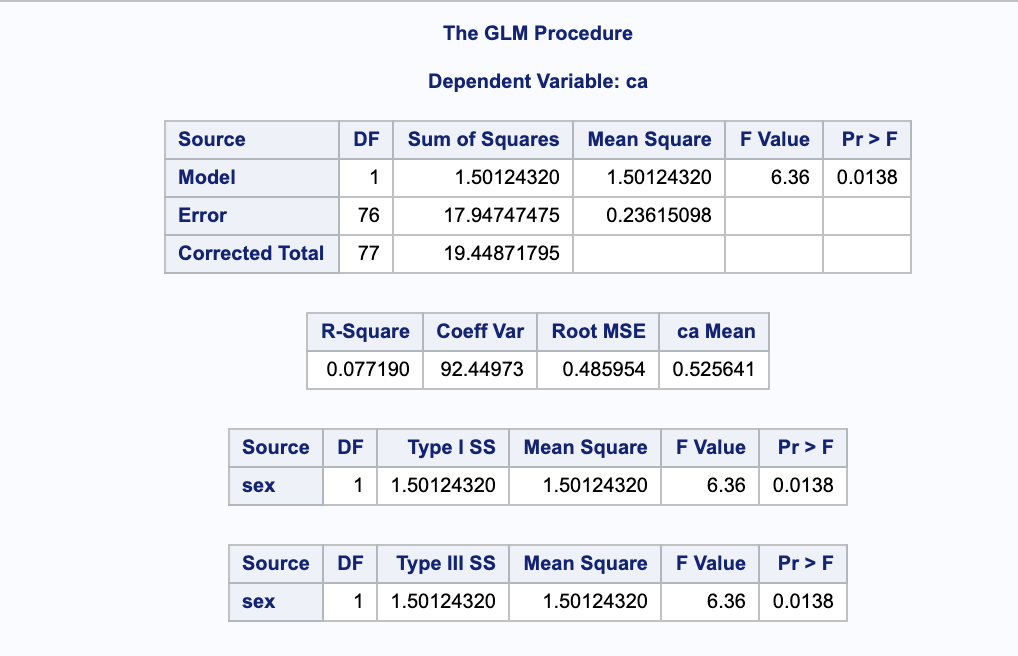 The GLM Procedure
Dependent Variable: ca
Source DF Sum of Squares Mean Square F Value Pr > F
Model 1 1.50124320 1.50124320 6.36 0.0138
Error 76 17.94747475 0.23615098
Corrected Total 77 19.44871795
R-Square Coeff Var Root MSE ca Mean
0.077190 92.44973 0.485954 0.525641
Source DF Type I SS Mean Square F Value Pr > F
sex 1 1.50124320 1.50124320 6.36 0.0138
Source DF Type III SS Mean Square F Value Pr > F
sex 1 1.50124320 1.50124320 6.36 0.0138